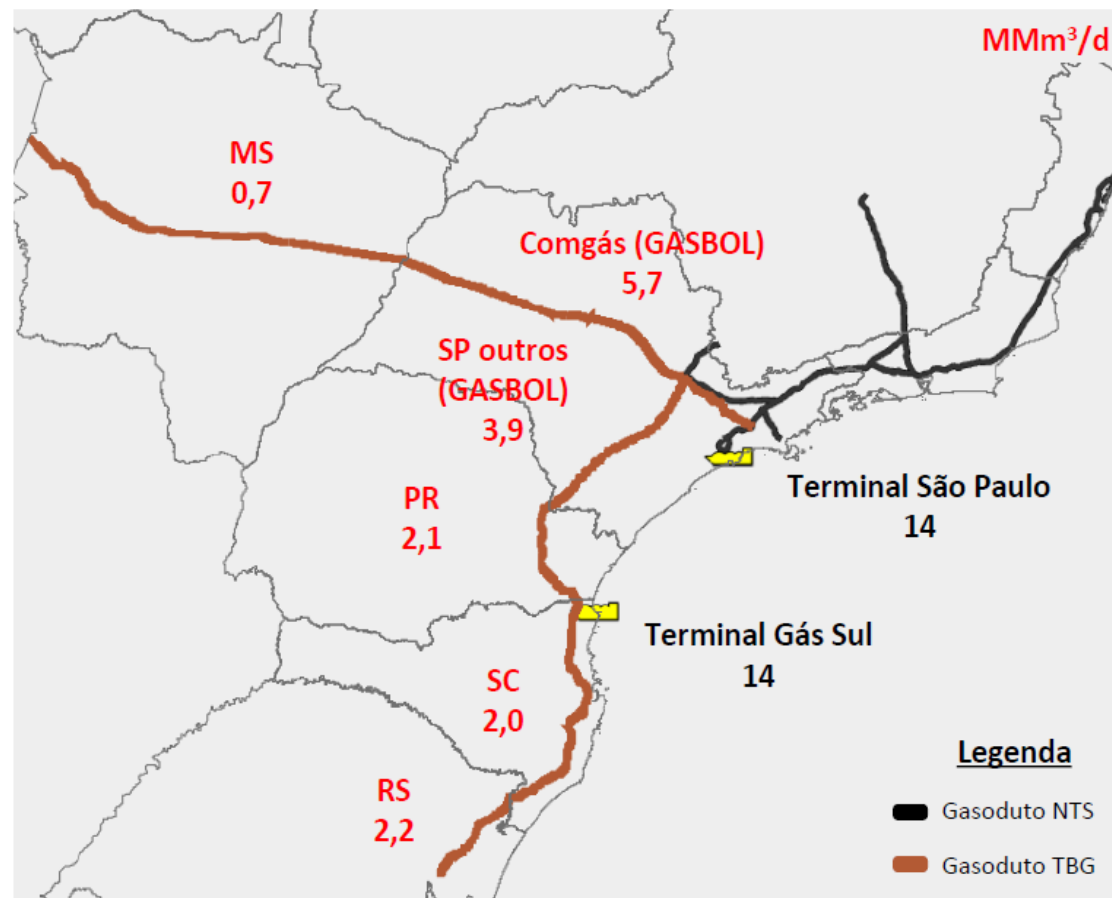 MMm³/d
MS
0,7
Comgás (GASBOL)
5,7
SP outros
(GASBOL)
3,9
Terminal São Paulo
14
PR
2,1
Terminal Gás Sul
14
SC
2,0
RS
2,2
Legenda
Gasoduto NTS
Gasoduto TBG